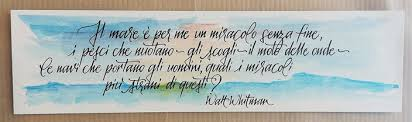 Il mare è per me un miracolo senza fine,
i pesci che nuotano - gli scogli - il moto delle onde -
le navi che portano gli uomini, quali i miracoli
più strani di questi?
Walt Whitman